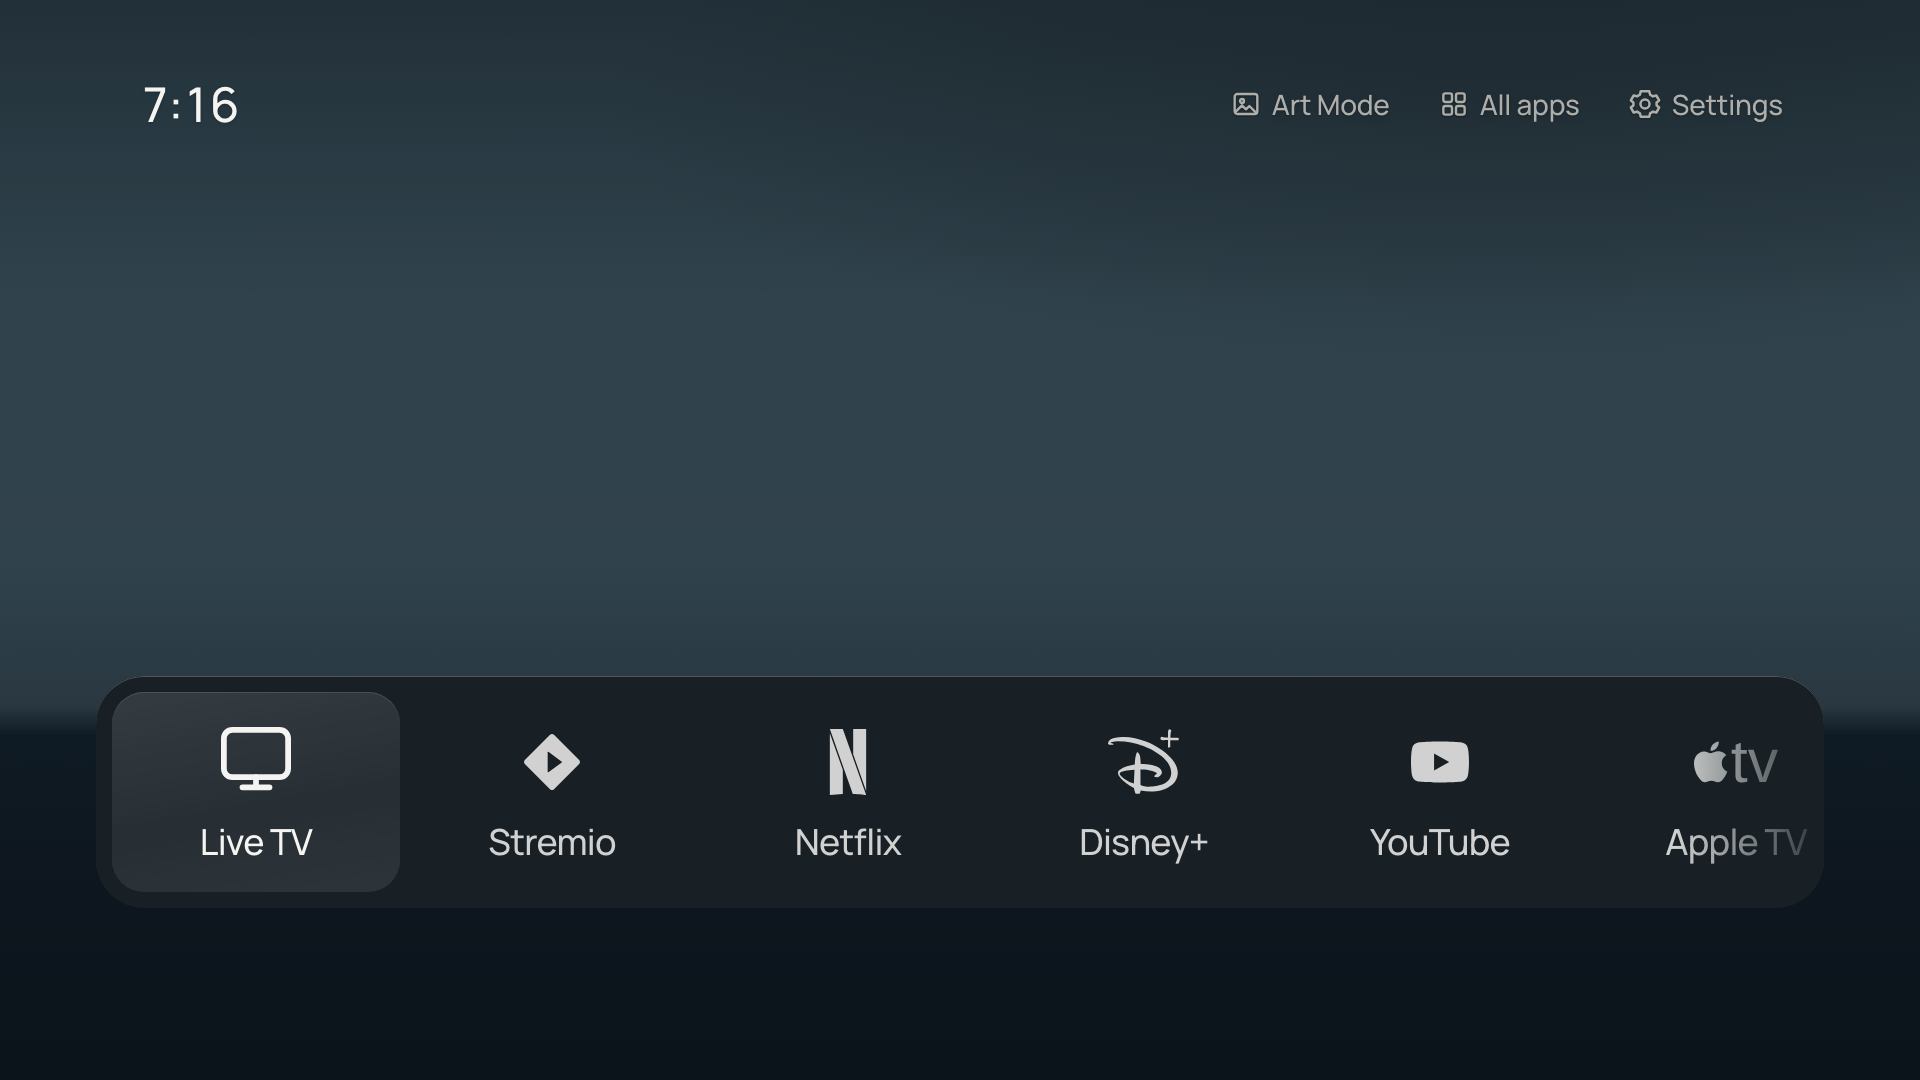 7:16
Art Mode
All apps
Settings
tv
Live TV
Stremio
Netflix
Disney+
YouTube
Apple TV